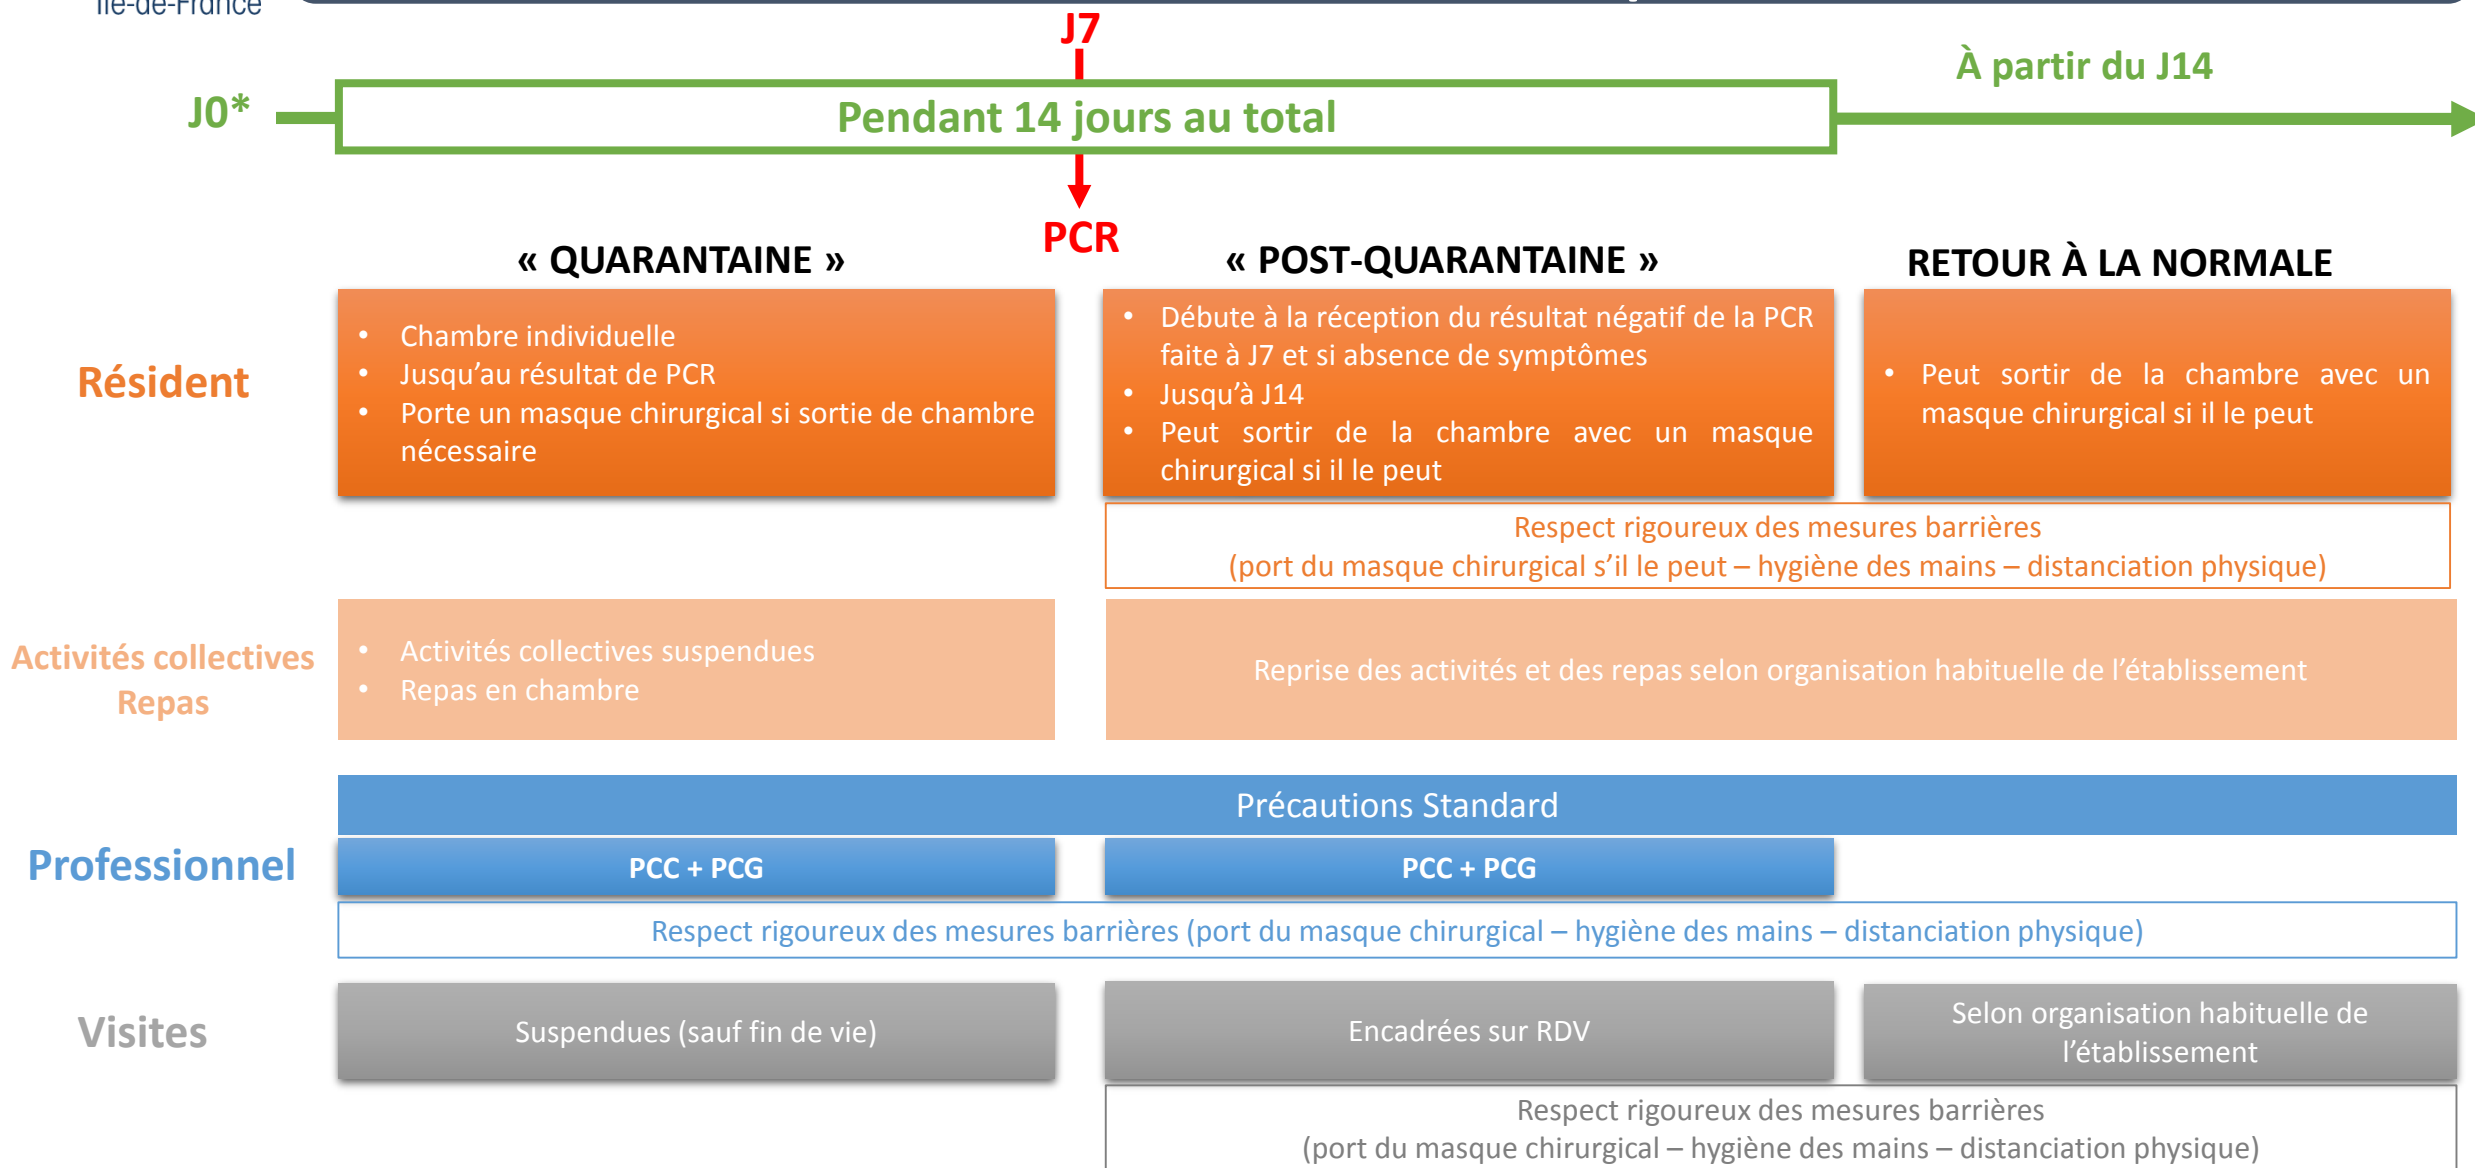 Île-de-France
J7
À partir du J14
J0*
Pendant 14 jours au total
PCR
« QUARANTAINE »
« POST-QUARANTAINE »
RETOUR À LA NORMALE
Résident
• Chambre individuelle
• Jusqu’au résultat de PCR
• Porte un masque chirurgical si sortie de chambre
nécessaire
• Débute à la réception du résultat négatif de la PCR
faite à J7 et si absence de symptômes
• Jusqu’à J14
• Peut sortir de la chambre avec un masque
chirurgical si il le peut
• Peut sortir de la chambre avec un
masque chirurgical si il le peut
Respect rigoureux des mesures barrières
(port du masque chirurgical s’il le peut – hygiène des mains – distanciation physique)
Activités collectives
Repas
• Activités collectives suspendues
• Repas en chambre
Reprise des activités et des repas selon organisation habituelle de l’établissement
Professionnel
Précautions Standard
PCC + PCG
PCC + PCG
Respect rigoureux des mesures barrières (port du masque chirurgical – hygiène des mains – distanciation physique)
Visites
Suspendues (sauf fin de vie)
Encadrées sur RDV
Selon organisation habituelle de
l’établissement
Respect rigoureux des mesures barrières
(port du masque chirurgical – hygiène des mains – distanciation physique)